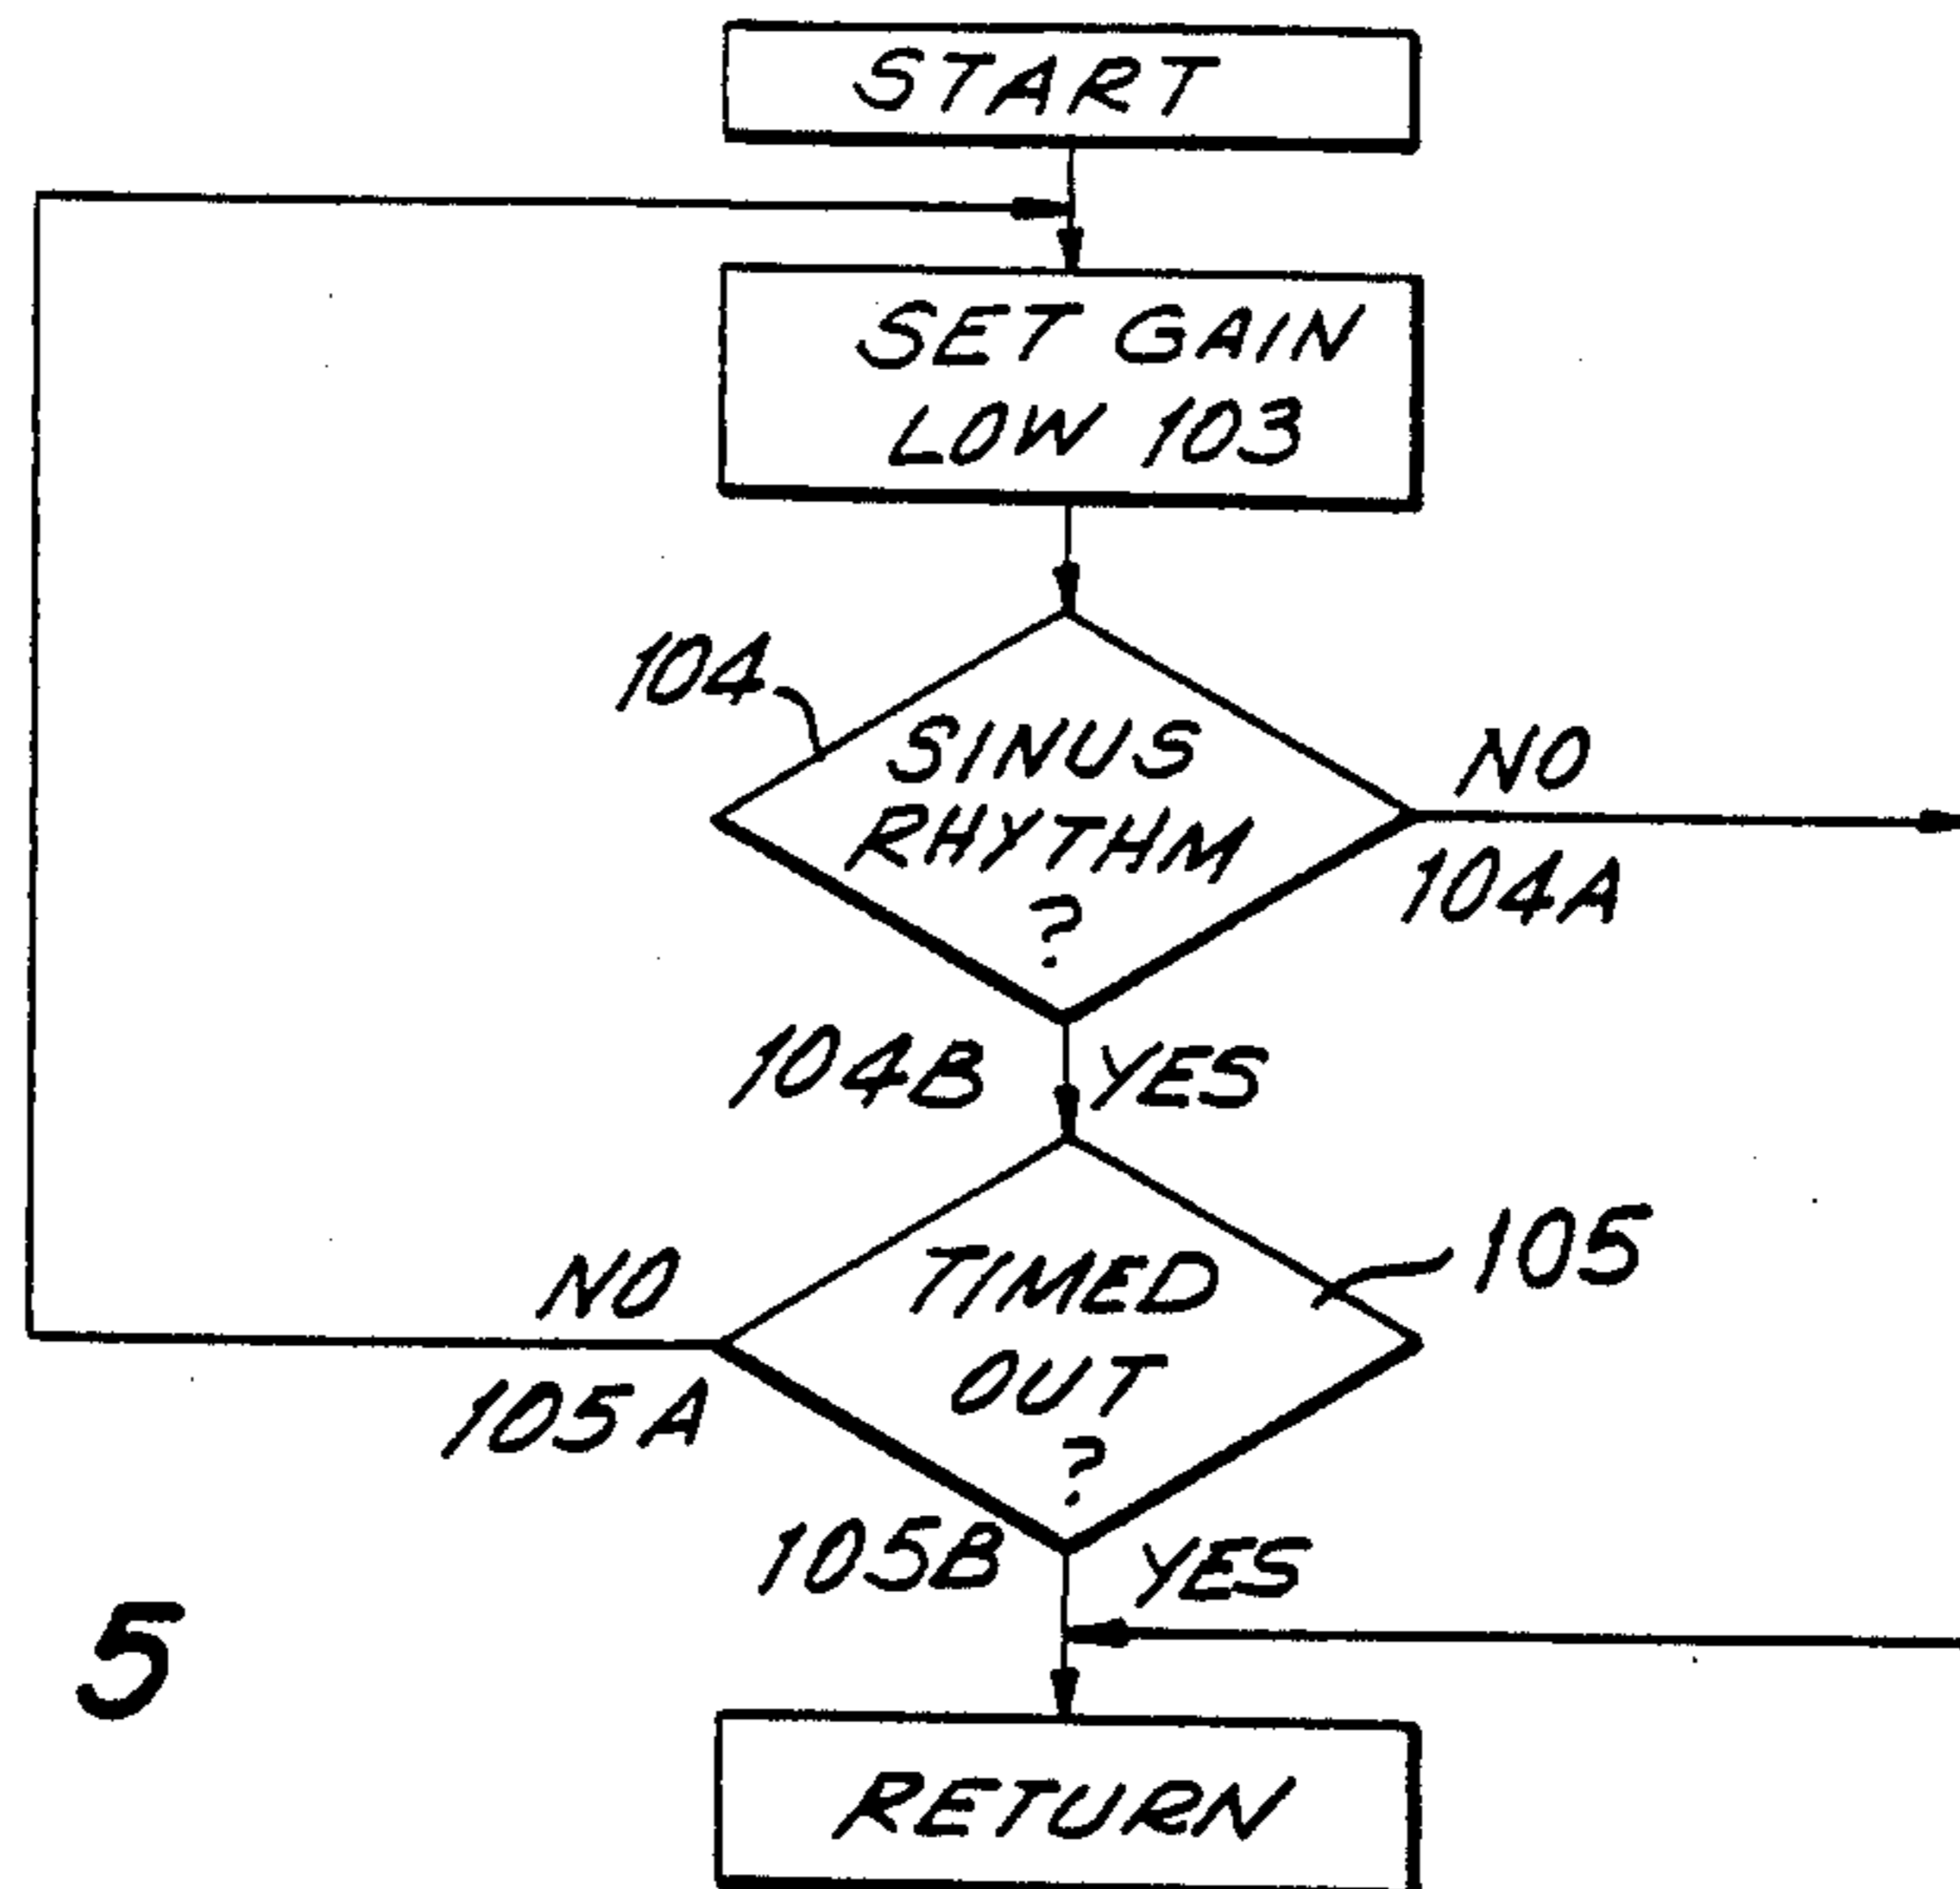 START
SET GAIN
LOW 103
104
SINUS
RHYTHM
?
NO
104A
104B
YES
TIMED
OUT
?
105
NO
105A
105B
YES
5
RETURN